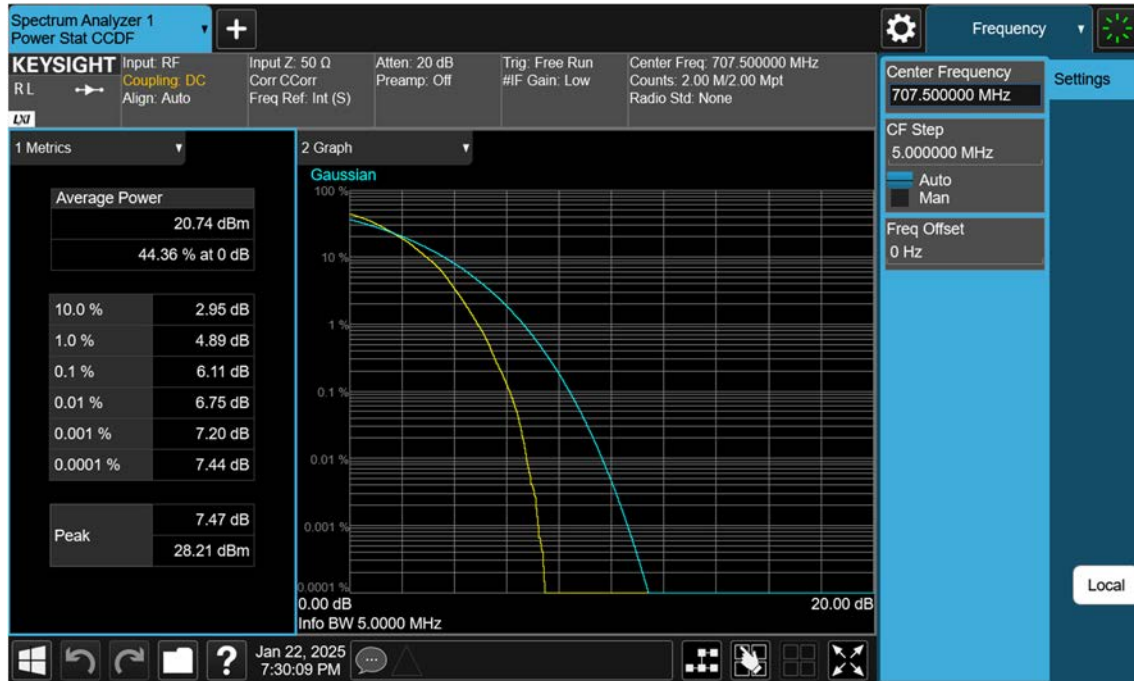 Spectrum Analyzer 1
Power Stat CCDF
+
Frequency
KEYSIGHT
RL
LXI
Input: RF
Coupling: DC
Align: Auto
Input Z: 50 Ω
Corr CCorr
Freq Ref: Int (S)
Atten: 20 dB
Preamp: Off
Trig: Free Run
#IF Gain: Low
Center Freq: 707.500000 MHz
Counts: 2.00 M/2.00 Mpt
Radio Std: None
Center Frequency
707.500000 MHz
Settings
CF Step
5.000000 MHz
Auto
Man
Freq Offset
0 Hz
Local
1 Metrics
Average Power
20.74 dBm
44.36 % at 0 dB
10.0 % 2.95 dB
1.0 % 4.89 dB
0.1 % 6.11 dB
0.01 % 6.75 dB
0.001 % 7.20 dB
0.0001 % 7.44 dB
Peak 7.47 dB
28.21 dBm
2 Graph
Gaussian
100 %
10 %
1 %
0.1 %
0.01 %
0.001 %
0.0001 %
0.00 dB 20.00 dB
Info BW 5.0000 MHz
?
Jan 22, 2025
7:30:09 PM